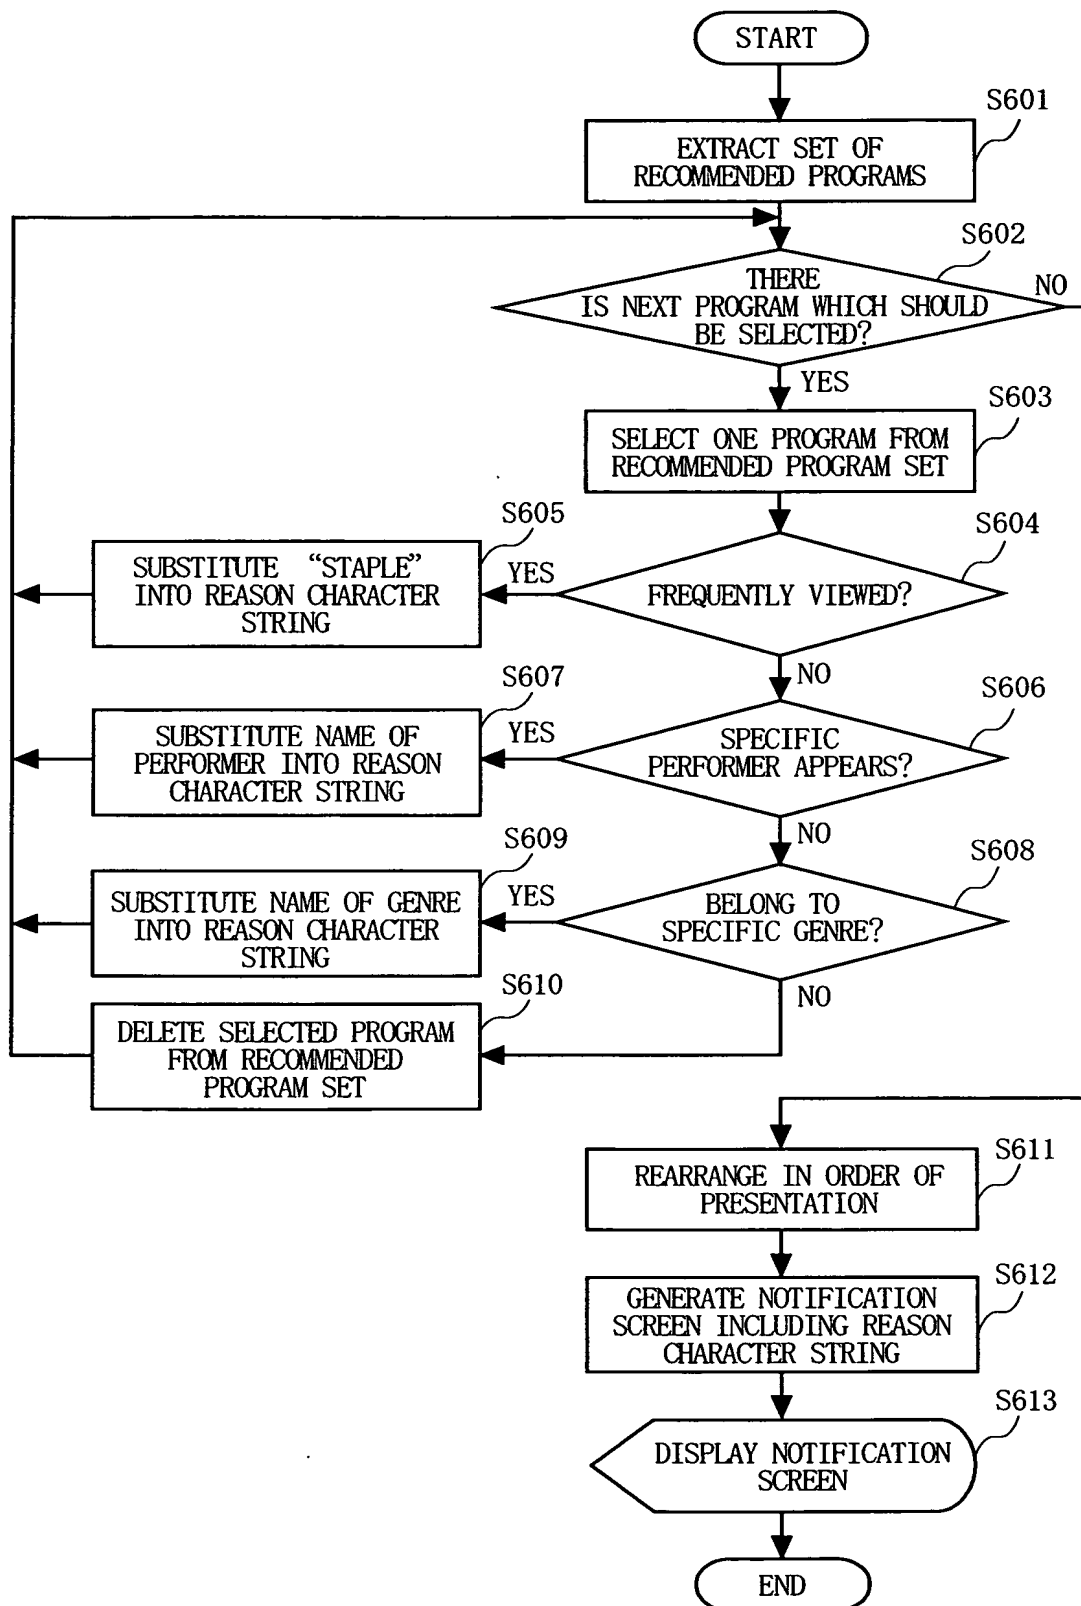 START
S601
EXTRACT SET OF
RECOMMENDED PROGRAMS
S602
THERE
IS NEXT PROGRAM WHICH SHOULD
BE SELECTED?
NO
YES
S603
SELECT ONE PROGRAM FROM
RECOMMENDED PROGRAM SET
S604
FREQUENTLY VIEWED?
YES
S605
SUBSTITUTE “STAPLE”
INTO REASON CHARACTER
STRING
NO
S606
SPECIFIC
PERFORMER APPEARS?
YES
S607
SUBSTITUTE NAME OF
PERFORMER INTO REASON
CHARACTER STRING
NO
S608
BELONG TO
SPECIFIC GENRE?
YES
S609
SUBSTITUTE NAME OF GENRE
INTO REASON CHARACTER
STRING
NO
S610
DELETE SELECTED PROGRAM
FROM RECOMMENDED
PROGRAM SET
S611
REARRANGE IN ORDER OF
PRESENTATION
S612
GENERATE NOTIFICATION
SCREEN INCLUDING REASON
CHARACTER STRING
S613
DISPLAY NOTIFICATION
SCREEN
END